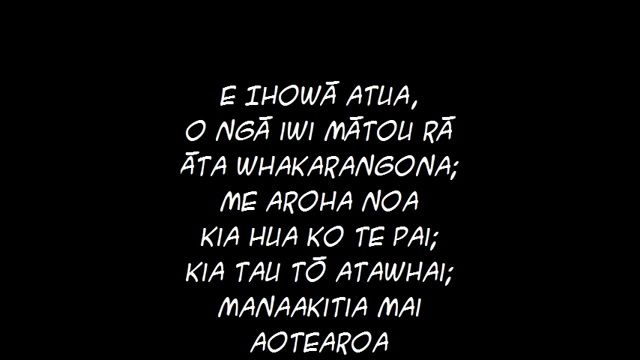 E IHOWĀ ATUA,
O NGĀ IWI MĀTOU RĀ
ĀTA WHAKARANGONA;
ME AROHA NOA
KIA HUA KO TE PAI;
KIA TAU TŌ ATAWHAI;
MANAAKITIA MAI
AOTEAROA